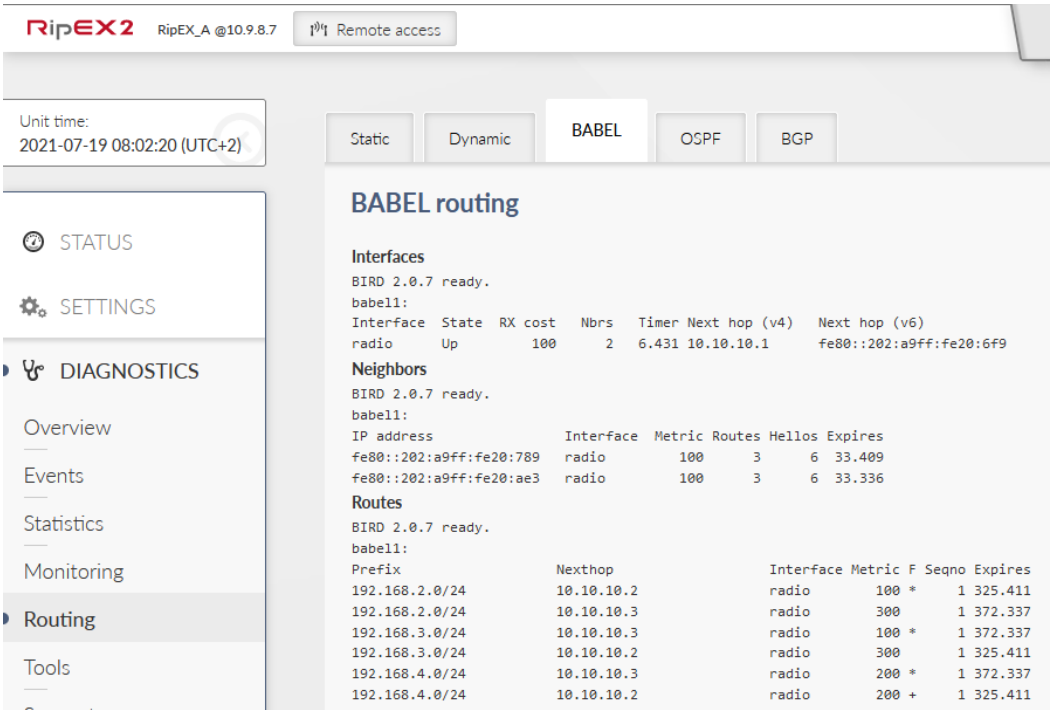 RipEX2 RipEX_A @10.9.8.7 Remote access
Unit time:
2021-07-19 08:02:20 (UTC+2)
STATUS
SETTINGS
DIAGNOSTICS
Overview
Events
Statistics
Monitoring
Routing
Tools
Static Dynamic BABEL OSPF BGP
BABEL routing
Interfaces
BIRD 2.0.7 ready.
babel1:
Interface State RX cost Nbrs Timer Next hop (v4) Next hop (v6)
radio Up 100 2 6.431 10.10.10.1 fe80::202:a9ff:fe20:6f9
Neighbors
BIRD 2.0.7 ready.
babel1:
IP address Interface Metric Routes Hellos Expires
fe80::202:a9ff:fe20:789 radio 100 3 6 33.409
fe80::202:a9ff:fe20:ae3 radio 100 3 6 33.336
Routes
BIRD 2.0.7 ready.
babel1:
Prefix Nexthop Interface Metric F Seqno Expires
192.168.2.0/24 10.10.10.2 radio 100 * 1 325.411
192.168.2.0/24 10.10.10.3 radio 300 1 372.337
192.168.3.0/24 10.10.10.3 radio 100 * 1 372.337
192.168.3.0/24 10.10.10.2 radio 300 1 325.411
192.168.4.0/24 10.10.10.3 radio 200 * 1 372.337
192.168.4.0/24 10.10.10.2 radio 200 + 1 325.411